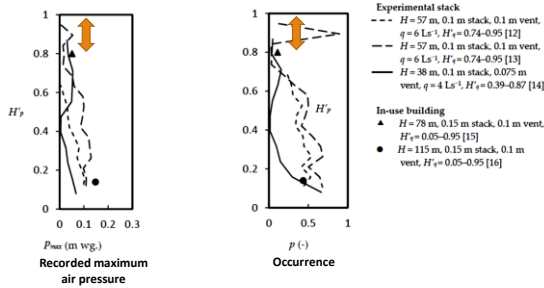 1
0.8
0.6
H'p
0.4
0.2
0
0
0.1
0.2
0.3
Pmax (m wg.)
Recorded maximum
air pressure
1
0.8
0.6
H'p
0.4
0.2
0
0
0.5
1
p (-)
Occurrence
Experimental stack
H = 57 m, 0.1 m stack, 0.1 m vent,
q = 6 Ls⁻¹, H'q = 0.74–0.95 [12]
H = 57 m, 0.1 m stack, 0.1 m vent,
q = 6 Ls⁻¹, H'q = 0.74–0.95 [13]
H = 38 m, 0.1 m stack, 0.075 m
vent, q = 4 Ls⁻¹, H'q = 0.39–0.87 [14]
In-use building
H = 78 m, 0.15 m stack, 0.1 m vent,
H'q = 0.05–0.95 [15]
H = 115 m, 0.15 m stack, 0.1 m
vent, H'q = 0.05–0.95 [16]